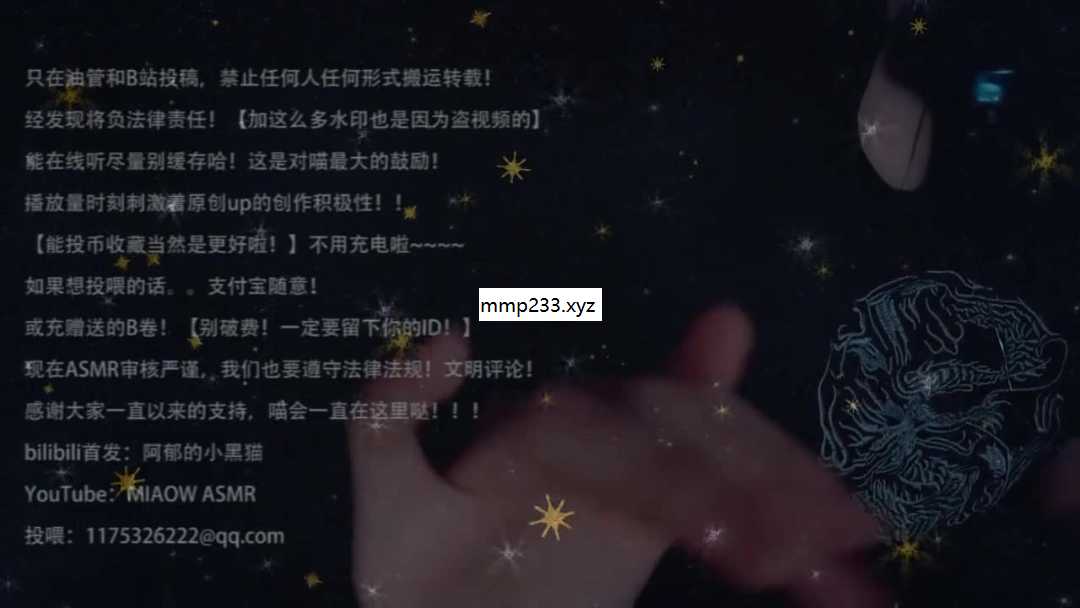 只在油管和B站投稿，禁止任何人任何形式搬运转载！
经发现将负法律责任！【加这么多水印也是因为盗视频的】
能在线听尽量别缓存哈！这是对喵最大的鼓励！
播放量时刻刺激着原创up的创作积极性！！
【能投币收藏当然是更好啦！】不用充电啦~~~~
如果想投喂的话。。支付宝随意！
mmp233.xyz
或充赠送的B卷！【别破费！一定要留下你的ID！】
现在ASMR审核严谨，我们也要遵守法律法规！文明评论！
感谢大家一直以来的支持，喵会一直在这里哒！！！
bilibili首发：阿郁的小黑猫
YouTube：MIAOW ASMR
投喂：1175326222@qq.com